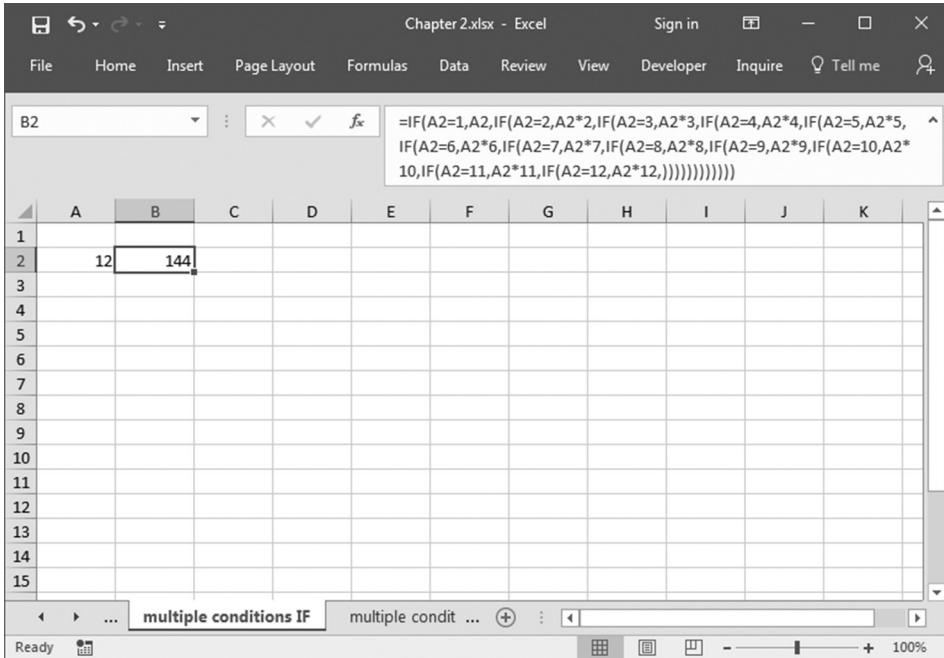 Chapter 2.xlsx - Excel Sign in
File Home Insert Page Layout Formulas Data Review View Developer Inquire Tell me
B2 fx =IF(A2=1,A2,IF(A2=2,A2*2,IF(A2=3,A2*3,IF(A2=4,A2*4,IF(A2=5,A2*5,
IF(A2=6,A2*6,IF(A2=7,A2*7,IF(A2=8,A2*8,IF(A2=9,A2*9,IF(A2=10,A2*
10,IF(A2=11,A2*11,IF(A2=12,A2*12,))))))))))))
A B C D E F G H I J K
1
2 12 144
3
4
5
6
7
8
9
10
11
12
13
14
15
... multiple conditions IF multiple condit ...
Ready 100%